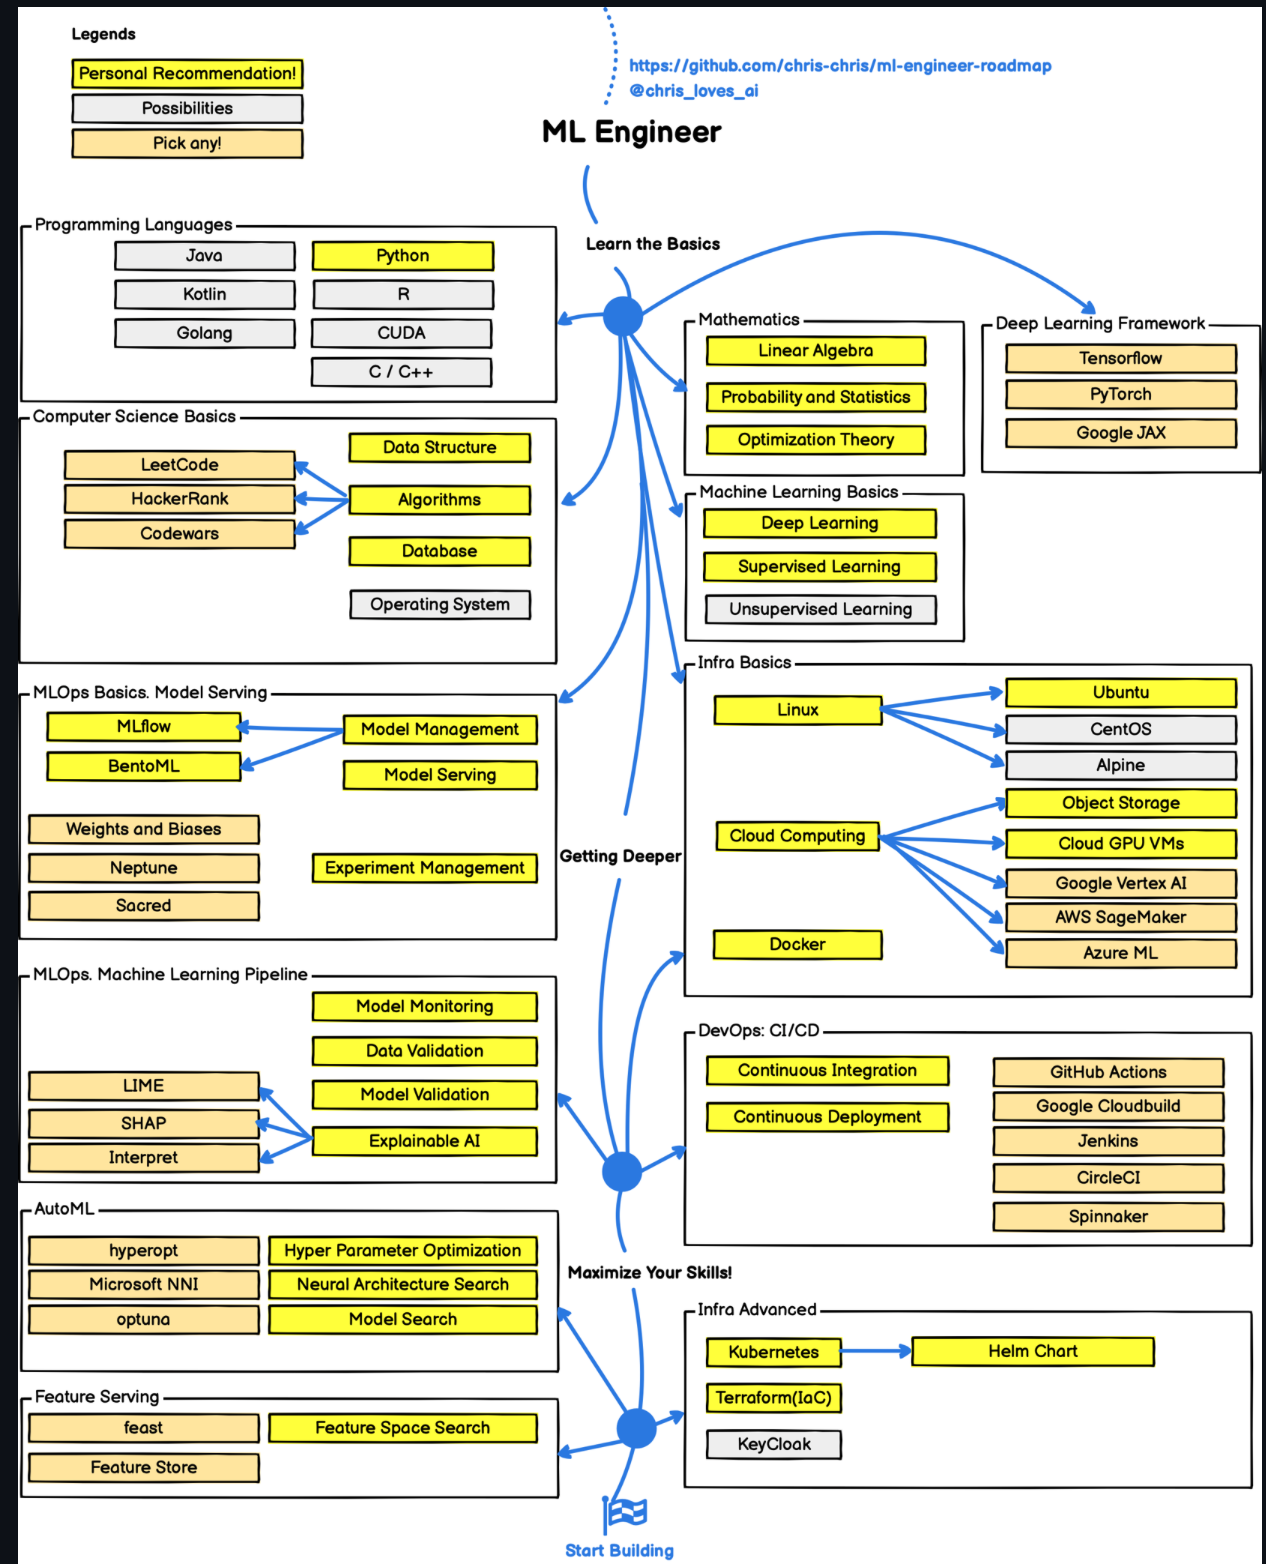 Legends
Personal Recommendation!
Possibilities
Pick any!
https://github.com/chris-chris/ml-engineer-roadmap
@chris_loves_ai
ML Engineer
Learn the Basics
Programming Languages
Java
Python
Kotlin
R
Golang
CUDA
C / C++
Mathematics
Linear Algebra
Probability and Statistics
Optimization Theory
Deep Learning Framework
Tensorflow
PyTorch
Google JAX
Computer Science Basics
Data Structure
LeetCode
HackerRank
Algorithms
Codewars
Database
Operating System
Machine Learning Basics
Deep Learning
Supervised Learning
Unsupervised Learning
MLOps Basics. Model Serving
MLflow
Model Management
BentoML
Model Serving
Weights and Biases
Neptune
Experiment Management
Sacred
Infra Basics
Linux
Ubuntu
CentOS
Alpine
Object Storage
Cloud Computing
Cloud GPU VMs
Google Vertex AI
AWS SageMaker
Docker
Azure ML
Getting Deeper
MLOps. Machine Learning Pipeline
Model Monitoring
Data Validation
LIME
Model Validation
SHAP
Explainable AI
Interpret
DevOps: CI/CD
Continuous Integration
GitHub Actions
Continuous Deployment
Google Cloudbuild
Jenkins
CircleCI
Spinnaker
AutoML
hyperopt
Hyper Parameter Optimization
Microsoft NNI
Neural Architecture Search
optuna
Model Search
Maximize Your Skills!
Infra Advanced
Kubernetes
Helm Chart
Terraform(IaC)
KeyCloak
Feature Serving
feast
Feature Space Search
Feature Store
Start Building